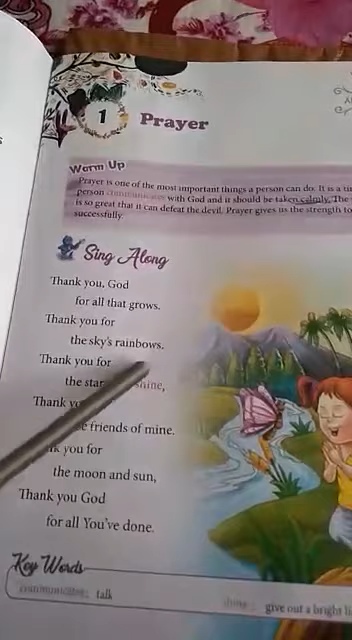 1 Prayer
Warm Up
Prayer is one of the most important things a person can do. It is a
person communicates with God and it should be taken calmly. The
is so great that it can defeat the devil. Prayer gives us the strength to
successfully.
Sing Along
Thank you, God
for all that grows.
Thank you for
the sky's rainbows.
Thank you for
the shine,
Thank
friends of mine.
you for
the moon and sun,
Thank you God
for all You've done.
Key Words
communicates: talk
shine : give out a bright